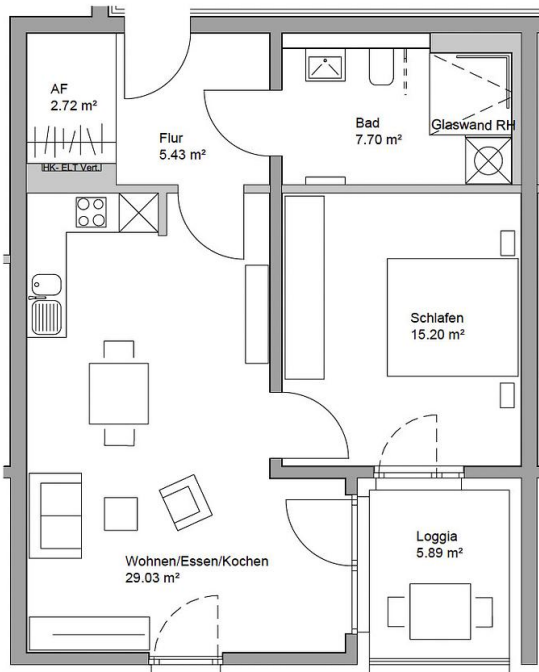 AF
2.72 m²
Flur
5.43 m²
Bad
7.70 m²
Glaswand RH
HK- ELT Vert.
Schlafen
15.20 m²
Wohnen/Essen/Kochen
29.03 m²
Loggia
5.89 m²